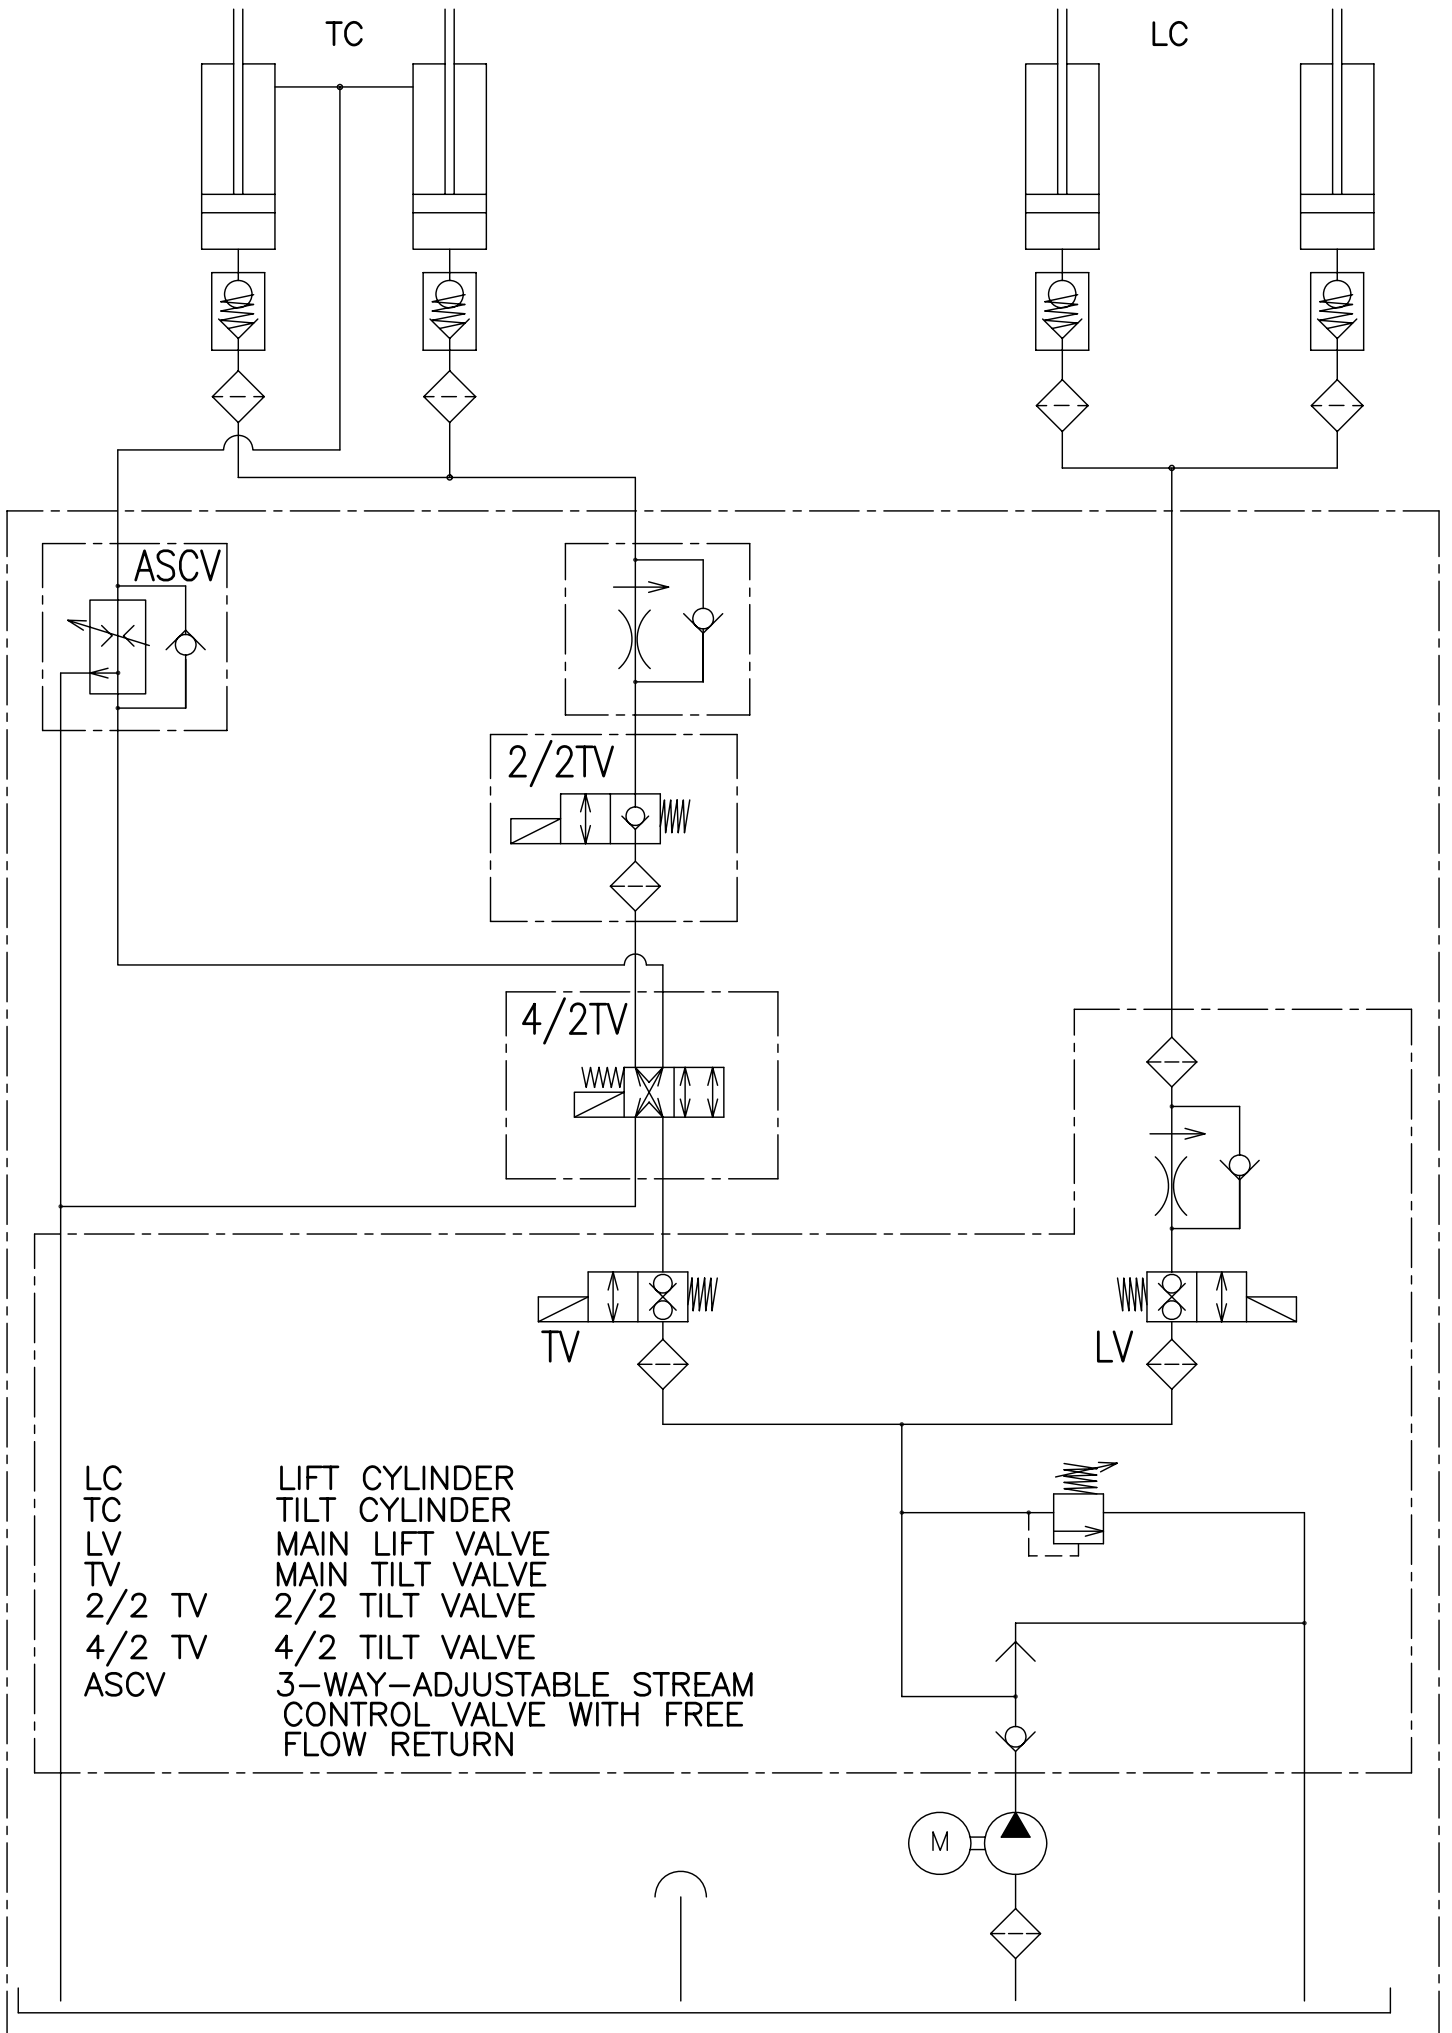 TC
LC
ASCV
2/2TV
4/2TV
TV
LV
LC LIFT CYLINDER
TC TILT CYLINDER
LV MAIN LIFT VALVE
TV MAIN TILT VALVE
2/2 TV 2/2 TILT VALVE
4/2 TV 4/2 TILT VALVE
ASCV 3-WAY-ADJUSTABLE STREAM
CONTROL VALVE WITH FREE
FLOW RETURN
M